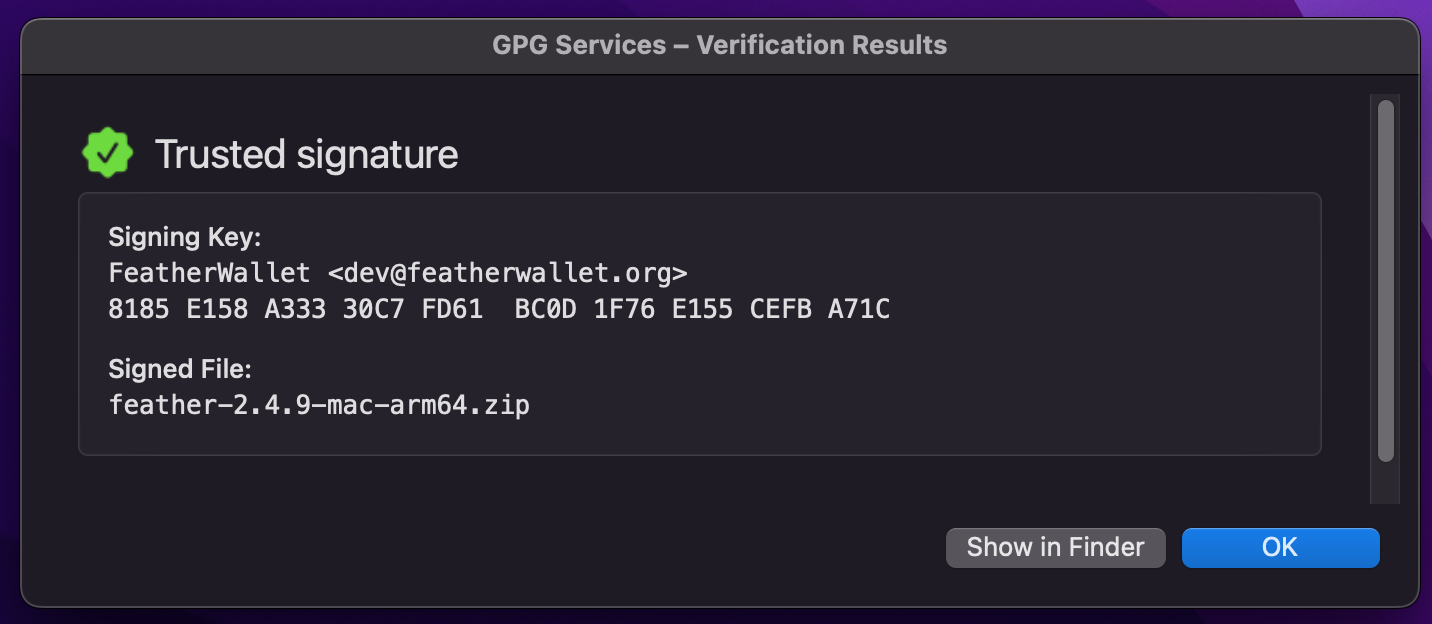 GPG Services – Verification Results
Trusted signature
Signing Key:
FeatherWallet <dev@featherwallet.org>
8185 E158 A333 30C7 FD61  BC0D 1F76 E155 CEFB A71C
Signed File:
feather-2.4.9-mac-arm64.zip
Show in Finder
OK